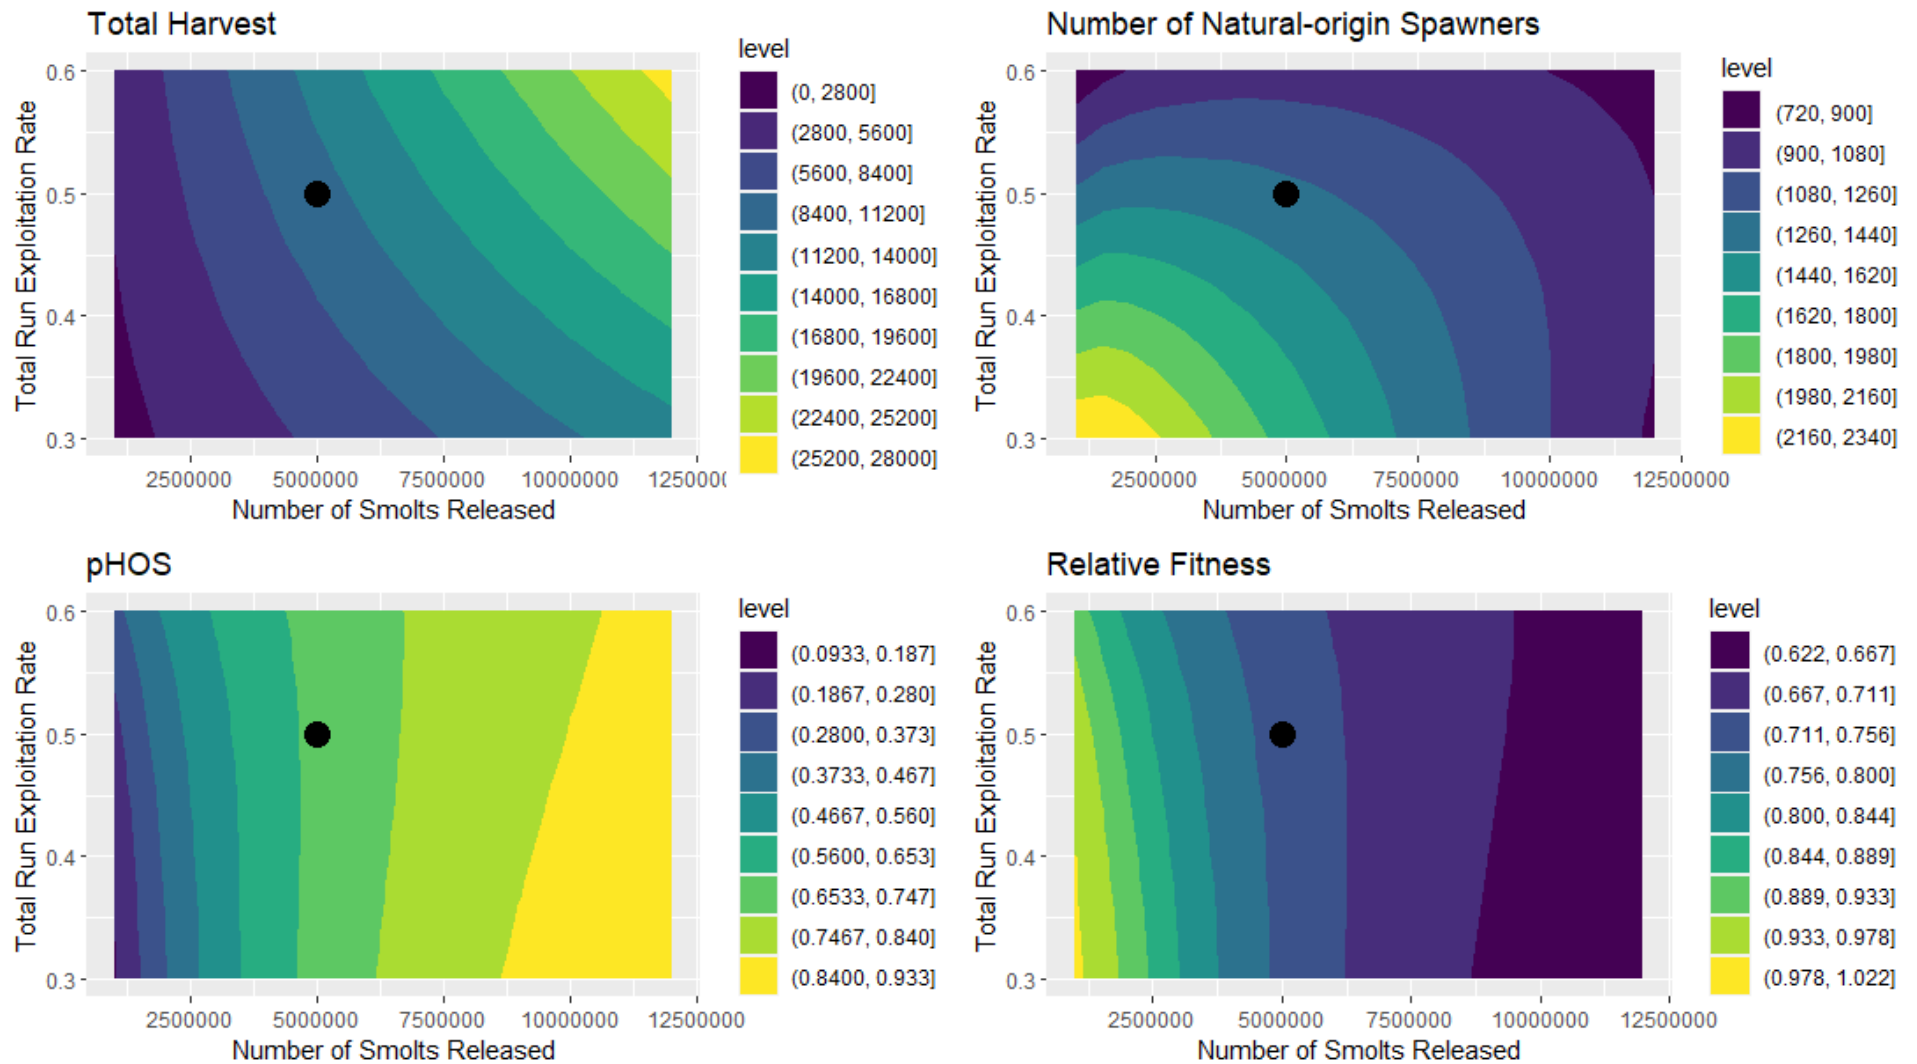 Total Harvest
Total Run Exploitation Rate
0.6
0.5
0.4
0.3
2500000 5000000 7500000 10000000 1250000
Number of Smolts Released
level
(0, 2800]
(2800, 5600]
(5600, 8400]
(8400, 11200]
(11200, 14000]
(14000, 16800]
(16800, 19600]
(19600, 22400]
(22400, 25200]
(25200, 28000]
Number of Natural-origin Spawners
Total Run Exploitation Rate
0.6
0.5
0.4
0.3
2500000 5000000 7500000 10000000 12500000
Number of Smolts Released
level
(720, 900]
(900, 1080]
(1080, 1260]
(1260, 1440]
(1440, 1620]
(1620, 1800]
(1800, 1980]
(1980, 2160]
(2160, 2340]
pHOS
Total Run Exploitation Rate
0.6
0.5
0.4
0.3
2500000 5000000 7500000 10000000 12500000
Number of Smolts Released
level
(0.0933, 0.187]
(0.1867, 0.280]
(0.2800, 0.373]
(0.3733, 0.467]
(0.4667, 0.560]
(0.5600, 0.653]
(0.6533, 0.747]
(0.7467, 0.840]
(0.8400, 0.933]
Relative Fitness
Total Run Exploitation Rate
0.6
0.5
0.4
0.3
2500000 5000000 7500000 10000000 12500000
Number of Smolts Released
level
(0.622, 0.667]
(0.667, 0.711]
(0.711, 0.756]
(0.756, 0.800]
(0.800, 0.844]
(0.844, 0.889]
(0.889, 0.933]
(0.933, 0.978]
(0.978, 1.022]